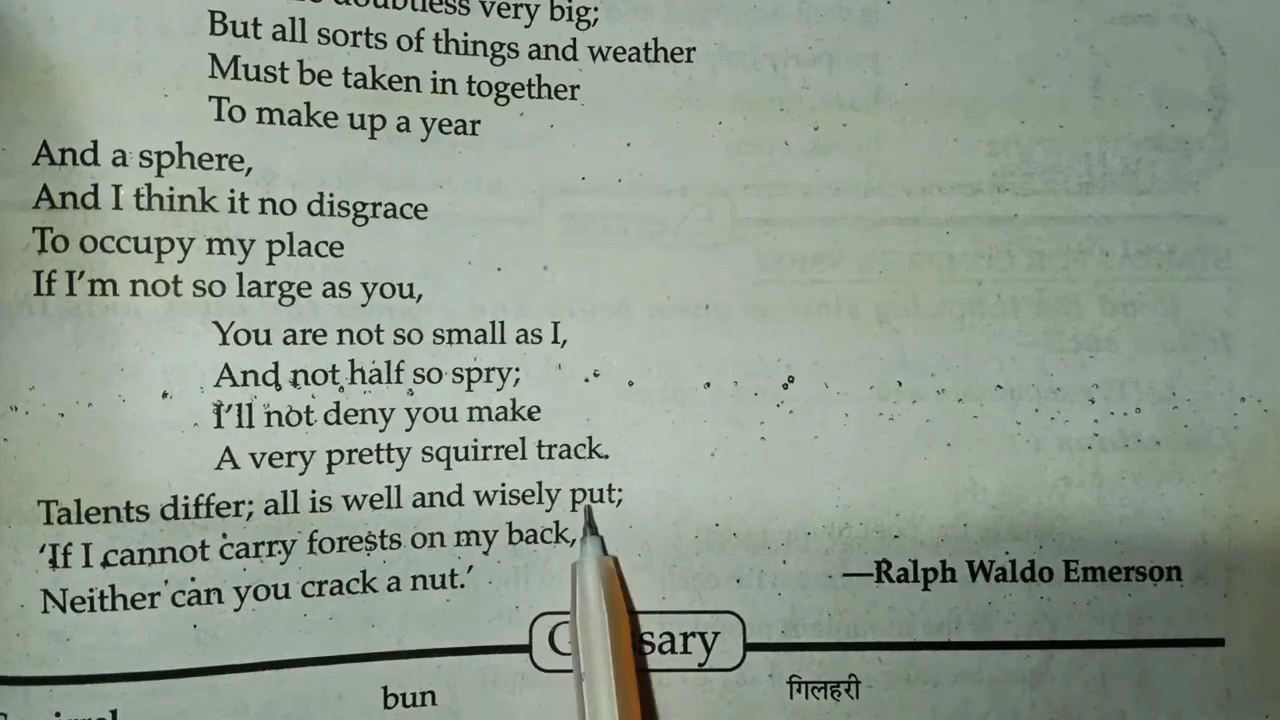 doubtless very big;
But all sorts of things and weather
Must be taken in together
To make up a year
And a sphere,
And I think it no disgrace
To occupy my place
If I'm not so large as you,
You are not so small as I,
And not half so spry;
I'll not deny you make
A very pretty squirrel track.
Talents differ; all is well and wisely put;
'If I cannot carry forests on my back,
Neither can you crack a nut.'
—Ralph Waldo Emerson
bun गिलहरी